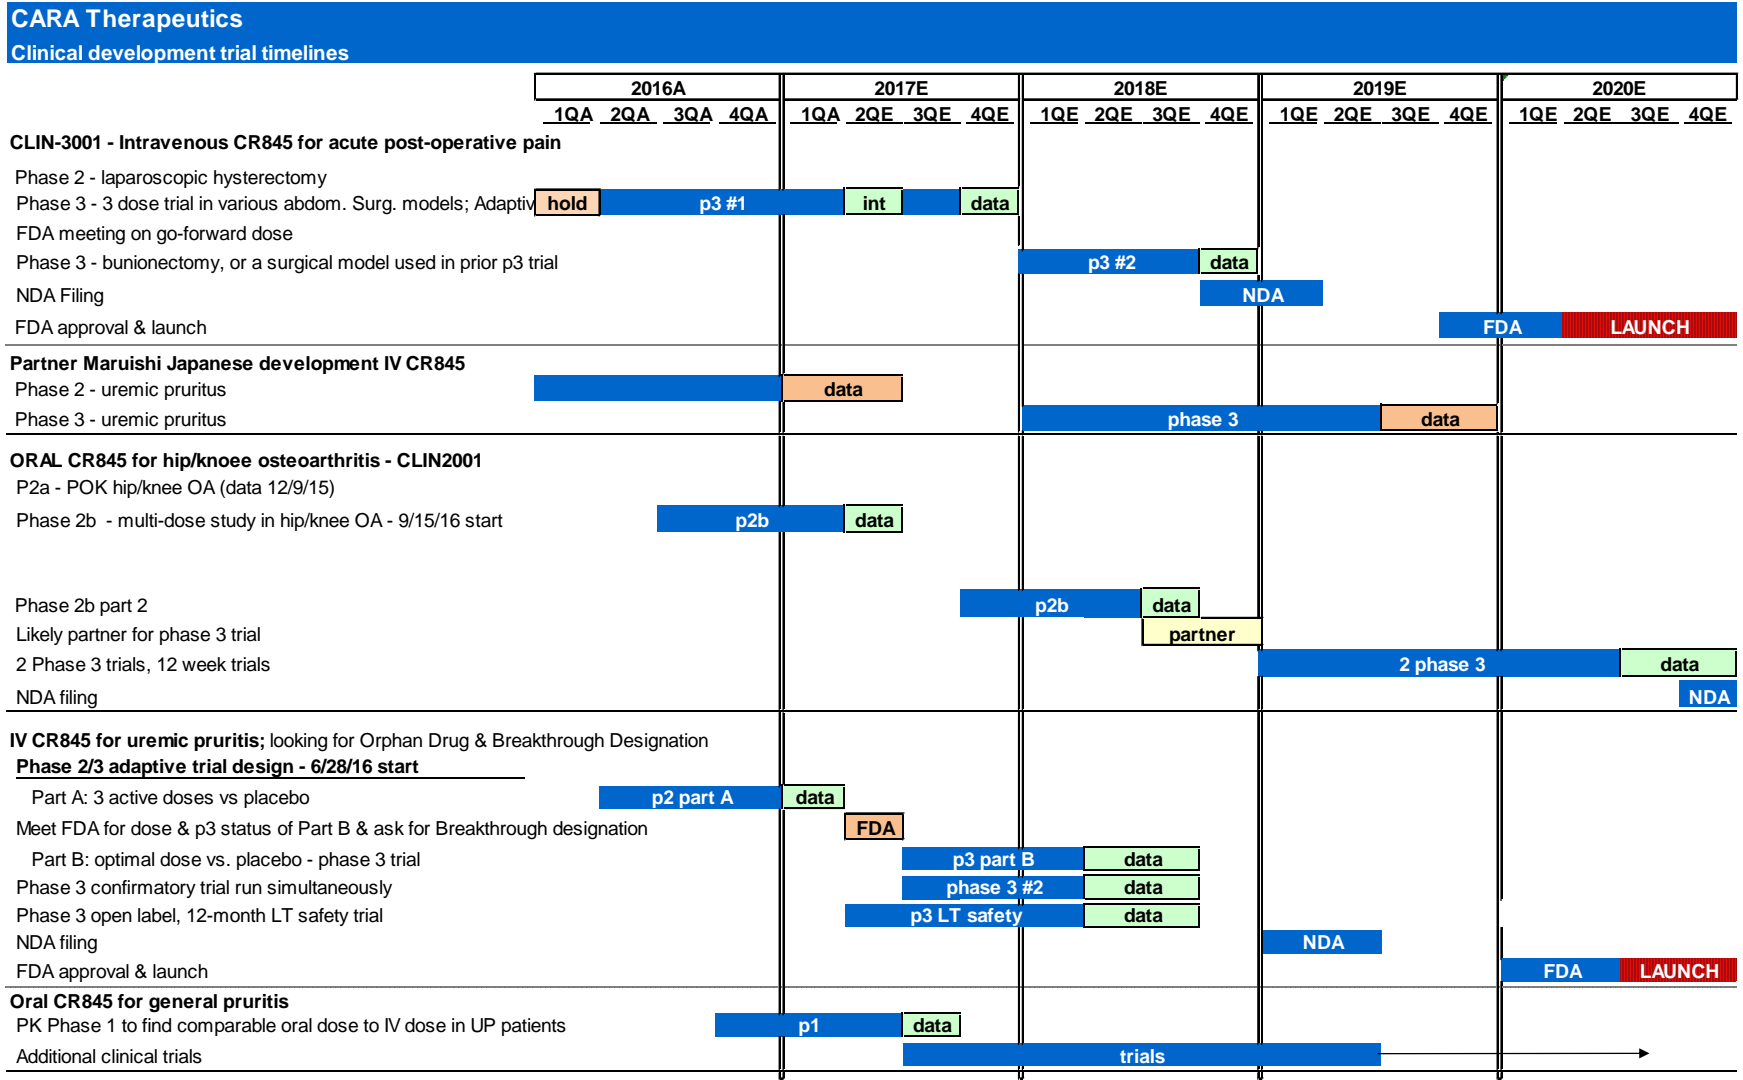 CARA Therapeutics
Clinical development trial timelines
2016A 2017E 2018E 2019E 2020E
1QA 2QA 3QA 4QA 1QA 2QE 3QE 4QE 1QE 2QE 3QE 4QE 1QE 2QE 3QE 4QE 1QE 2QE 3QE 4QE
CLIN-3001 - Intravenous CR845 for acute post-operative pain
Phase 2 - laparoscopic hysterectomy
Phase 3 - 3 dose trial in various abdom. Surg. models; Adaptiv hold p3 #1 int data
FDA meeting on go-forward dose
Phase 3 - bunionectomy, or a surgical model used in prior p3 trial p3 #2 data
NDA Filing NDA
FDA approval & launch FDA LAUNCH
Partner Maruishi Japanese development IV CR845
Phase 2 - uremic pruritus data
Phase 3 - uremic pruritus phase 3 data
ORAL CR845 for hip/knoee osteoarthritis - CLIN2001
P2a - POK hip/knee OA (data 12/9/15)
Phase 2b - multi-dose study in hip/knee OA - 9/15/16 start p2b data
Phase 2b part 2 p2b data
Likely partner for phase 3 trial partner
2 Phase 3 trials, 12 week trials 2 phase 3 data
NDA filing NDA
IV CR845 for uremic pruritis; looking for Orphan Drug & Breakthrough Designation
Phase 2/3 adaptive trial design - 6/28/16 start
Part A: 3 active doses vs placebo p2 part A data
Meet FDA for dose & p3 status of Part B & ask for Breakthrough designation FDA
Part B: optimal dose vs. placebo - phase 3 trial p3 part B data
Phase 3 confirmatory trial run simultaneously phase 3 #2 data
Phase 3 open label, 12-month LT safety trial p3 LT safety data
NDA filing NDA
FDA approval & launch FDA LAUNCH
Oral CR845 for general pruritis
PK Phase 1 to find comparable oral dose to IV dose in UP patients p1 data
Additional clinical trials trials